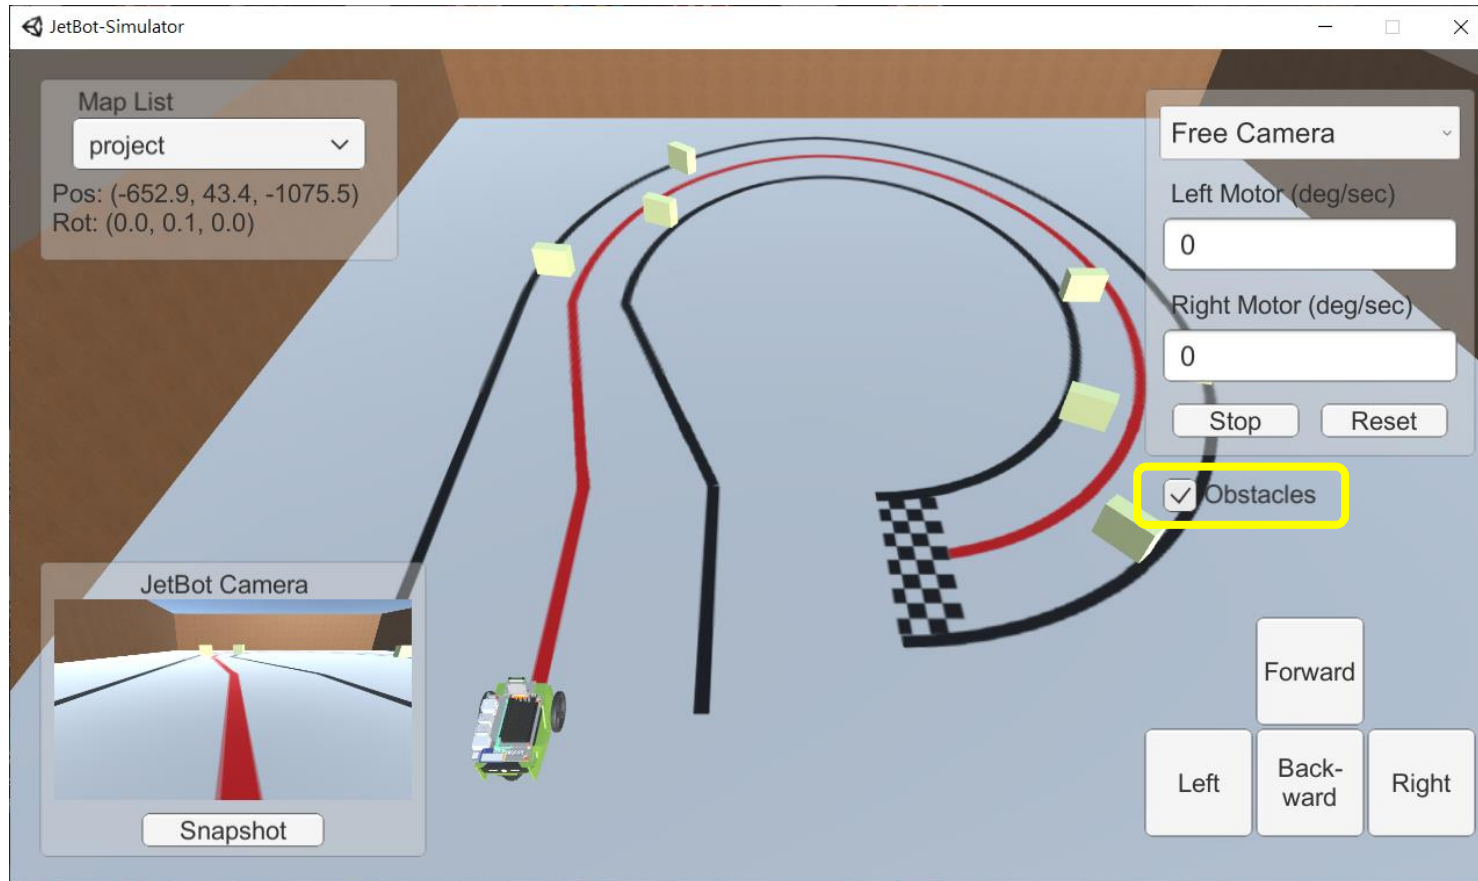 JetBot-Simulator
Map List
project
Pos: (-652.9, 43.4, -1075.5)
Rot: (0.0, 0.1, 0.0)
Free Camera
Left Motor (deg/sec)
0
Right Motor (deg/sec)
0
Stop
Reset
Obstacles
JetBot Camera
Snapshot
Forward
Left
Back-
ward
Right